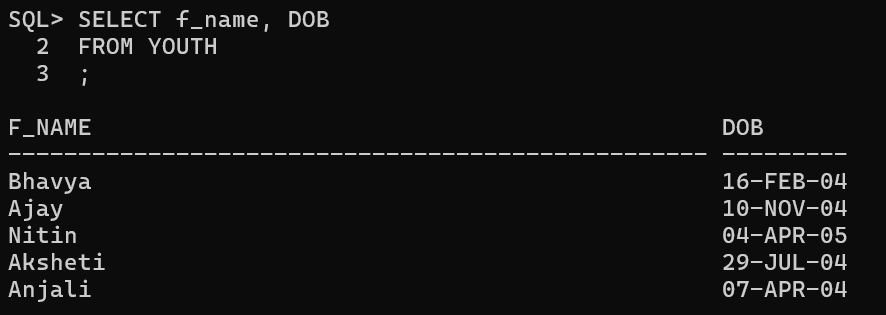 SQL> SELECT f_name, DOB
  2  FROM YOUTH
  3  ;

F_NAME                                             DOB
-------------------------------------------------- ---------
Bhavya                                             16-FEB-04
Ajay                                               10-NOV-04
Nitin                                              04-APR-05
Aksheti                                            29-JUL-04
Anjali                                             07-APR-04